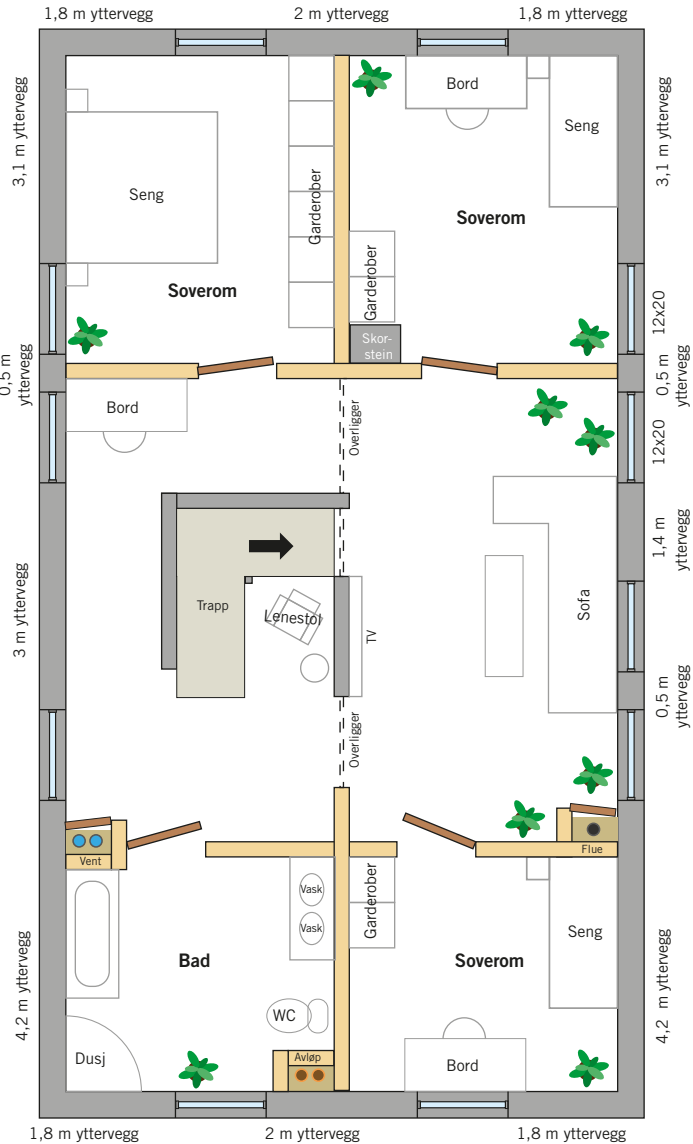 1,8 m yttervegg
2 m yttervegg
1,8 m yttervegg
3,1 m yttervegg
3,1 m yttervegg
Bord
Seng
Seng
Garderober
Soverom
Garderober
Soverom
12x20
Skor-
stein
0,5 m
yttervegg
0,5 m
yttervegg
Bord
Overligger
12x20
1,4 m
yttervegg
Trapp
Lenestol
Sofa
3 m yttervegg
TV
0,5 m
yttervegg
Overligger
Vent
Flue
Vask
Garderober
Vask
Seng
Bad
Soverom
4,2 m yttervegg
4,2 m yttervegg
WC
Dusj
Avløp
Bord
1,8 m yttervegg
2 m yttervegg
1,8 m yttervegg